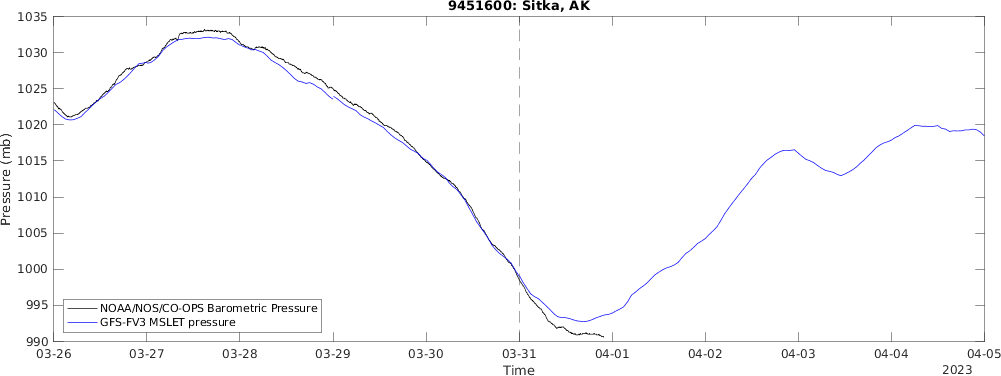 9451600: Sitka, AK
1035
1030
1025
1020
1015
1010
1005
1000
995
990
Pressure (mb)
NOAA/NOS/CO-OPS Barometric Pressure
GFS-FV3 MSLET pressure
03-26 03-27 03-28 03-29 03-30 03-31 04-01 04-02 04-03 04-04 04-05
Time
2023